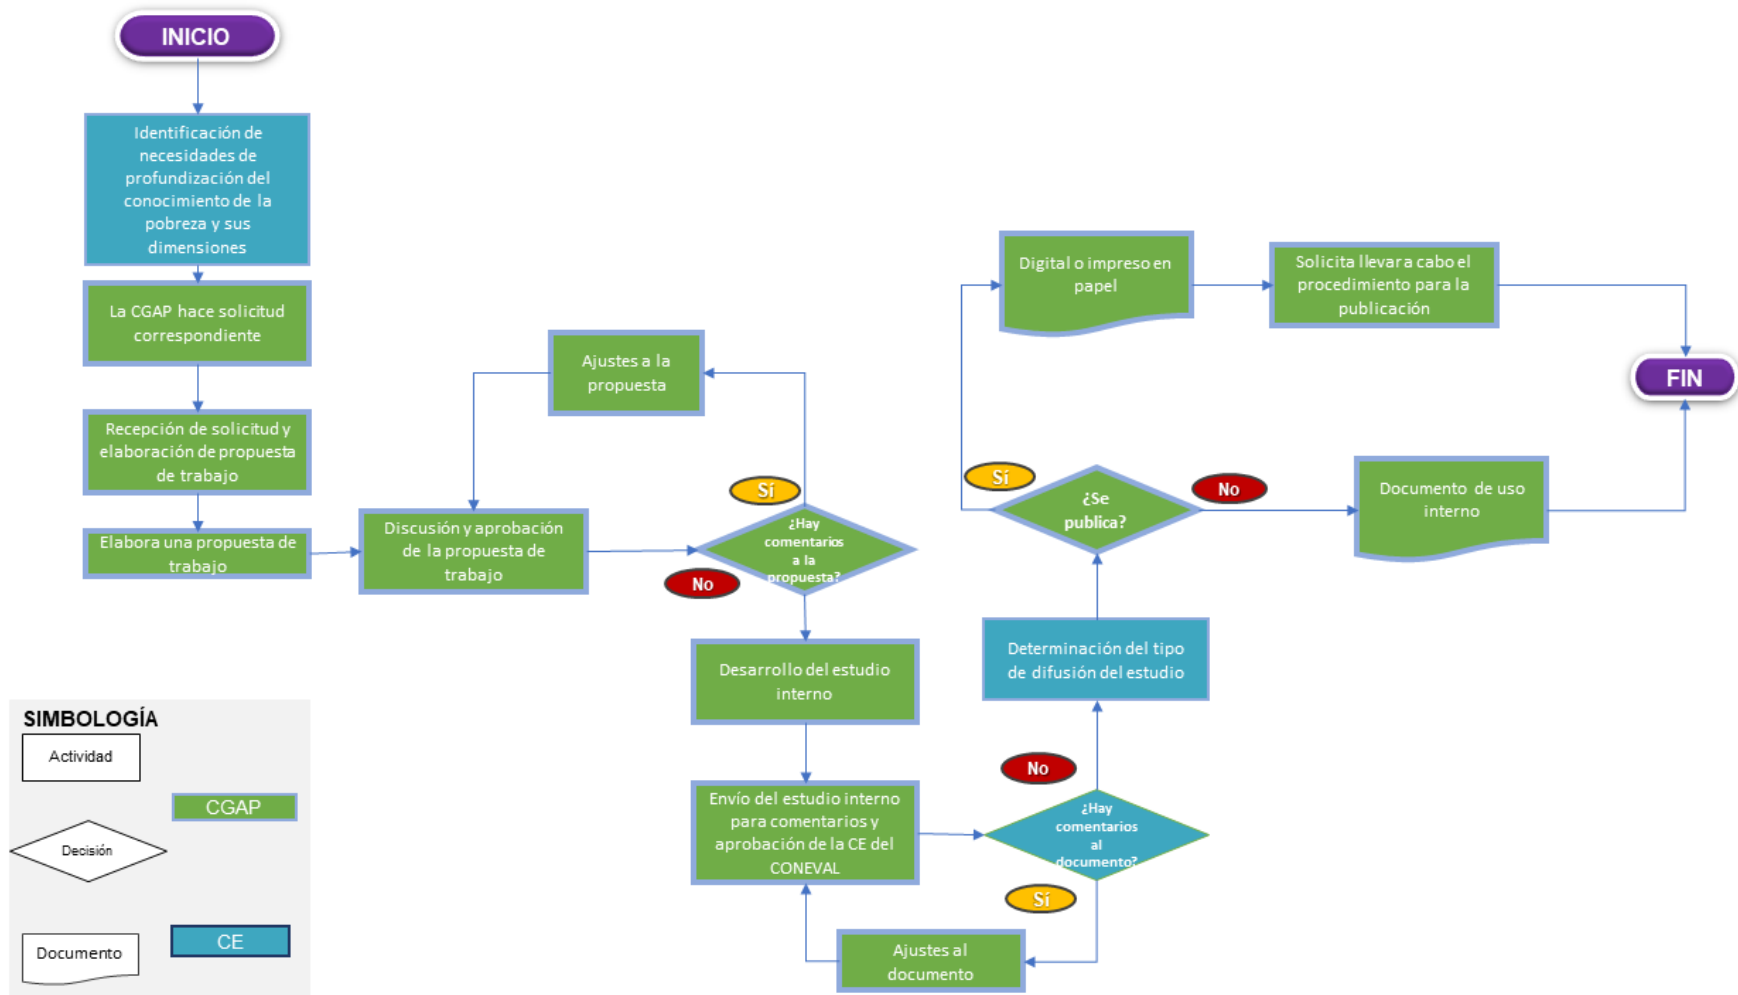 INICIO
Identificación de
necesidades de
profundización del
conocimiento de la
pobreza y sus
dimensiones
La CGAP hace solicitud
correspondiente
Recepción de solicitud y
elaboración de propuesta
de trabajo
Elabora una propuesta de
trabajo
Discusión y aprobación
de la propuesta de
trabajo
Ajustes a la
propuesta
Sí
¿Hay
comentarios
a la
propuesta?
No
Desarrollo del estudio
interno
Envío del estudio interno
para comentarios y
aprobación de la CE del
CONEVAL
¿Hay
comentarios
al
documento?
Sí
Ajustes al
documento
No
Determinación del tipo
de difusión del estudio
¿Se
publica?
Sí
Digital o impreso en
papel
Solicita llevar a cabo el
procedimiento para la
publicación
No
Documento de uso
interno
FIN
SIMBOLOGÍA
Actividad
CGAP
Decisión
CE
Documento